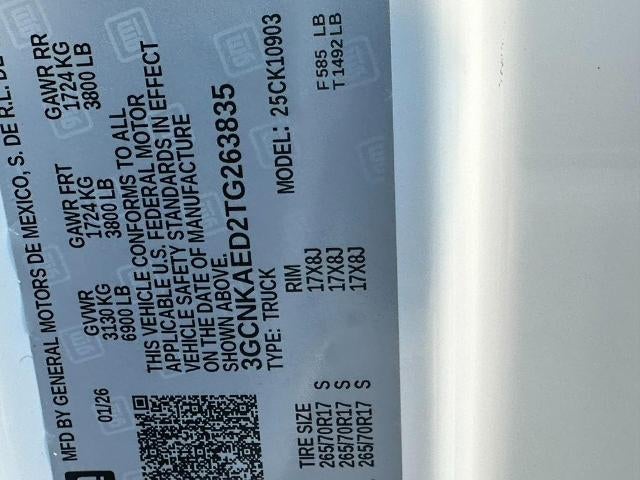 MFD BY GENERAL MOTORS DE MEXICO, S. DE R.L. DE
01/26
GVWR GAWR FRT GAWR RR
3130 KG 1724 KG 1724 KG
6900 LB 3800 LB 3800 LB
THIS VEHICLE CONFORMS TO ALL
APPLICABLE U.S. FEDERAL MOTOR
VEHICLE SAFETY STANDARDS IN EFFECT
ON THE DATE OF MANUFACTURE
SHOWN ABOVE.
3GCNKAED2TG263835
TYPE: TRUCK MODEL: 25CK10903
TIRE SIZE RIM
265/70R17 S 17X8J F 585 LB
265/70R17 S 17X8J T 1492 LB
265/70R17 S 17X8J